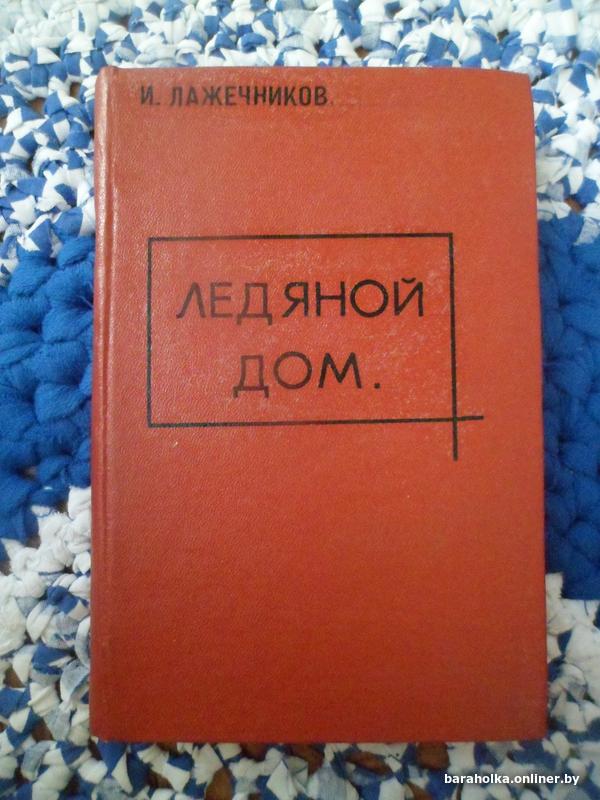 И. ЛАЖЕЧНИКОВ.
ЛЕДЯНОЙ
ДОМ.
baraholka.onliner.by